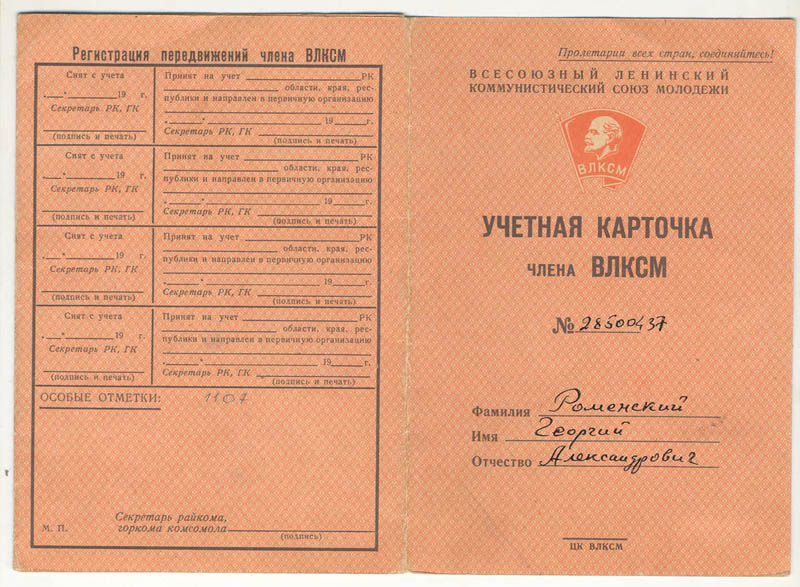 Регистрация передвижений члена ВЛКСМ
Снят с учета
„ “ 19 г.
Секретарь РК, ГК
(подпись и печать)
Принят на учет РК
области, края, рес-
публики и направлен в первичную организацию
„ “ 19 г.
Секретарь РК, ГК
(подпись и печать)
Снят с учета
„ “ 19 г.
Секретарь РК, ГК
(подпись и печать)
Принят на учет РК
области, края, рес-
публики и направлен в первичную организацию
„ “ 19 г.
Секретарь РК, ГК
(подпись и печать)
Снят с учета
„ “ 19 г.
Секретарь РК, ГК
(подпись и печать)
Принят на учет РК
области, края, рес-
публики и направлен в первичную организацию
„ “ 19 г.
Секретарь РК, ГК
(подпись и печать)
Снят с учета
„ “ 19 г.
Секретарь РК, ГК
(подпись и печать)
Принят на учет РК
области, края, рес-
публики и направлен в первичную организацию
„ “ 19 г.
Секретарь РК, ГК
(подпись и печать)
ОСОБЫЕ ОТМЕТКИ: 1107
Секретарь райкома,
М. П. горкома комсомола
(подпись)
Пролетарии всех стран, соединяйтесь!
ВСЕСОЮЗНЫЙ ЛЕНИНСКИЙ
КОММУНИСТИЧЕСКИЙ СОЮЗ МОЛОДЕЖИ
ВЛКСМ
УЧЕТНАЯ КАРТОЧКА
ЧЛЕНА ВЛКСМ
№ 28500437
Фамилия Роменский
Имя Георгий
Отчество Александрович
ЦК ВЛКСМ